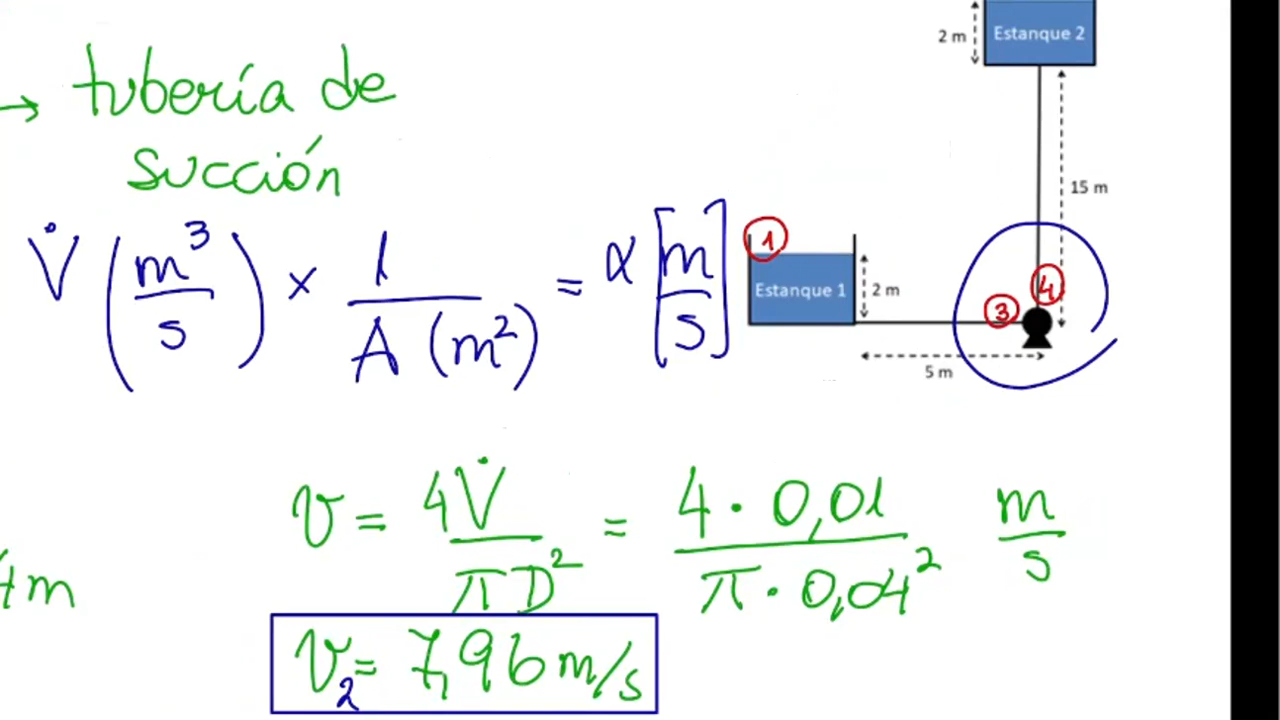 2 m
Estanque 2
→ tubería de
succión
15 m
V̇ (m³/s) × 1/A (m²) = α [m/s]
1
Estanque 1
2 m
3
4
5 m
v = 4V̇/πD² = 4 · 0,01/π · 0,04² m/s
m
v₂ = 7,96 m/s